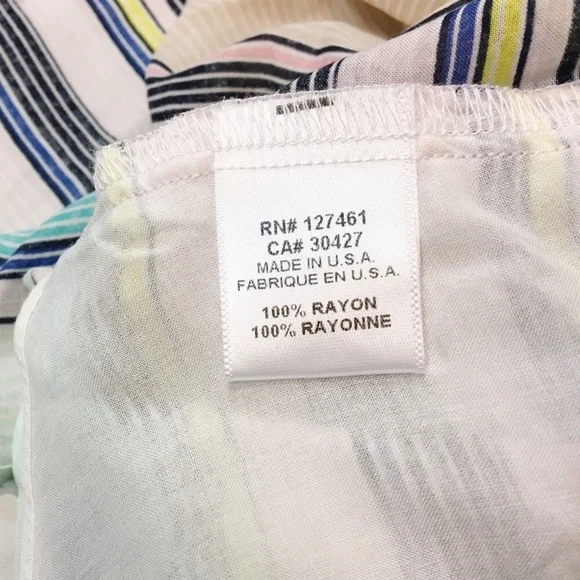 RN# 127461
CA# 30427
MADE IN U.S.A.
FABRIQUE EN U.S.A.
100% RAYON
100% RAYONNE